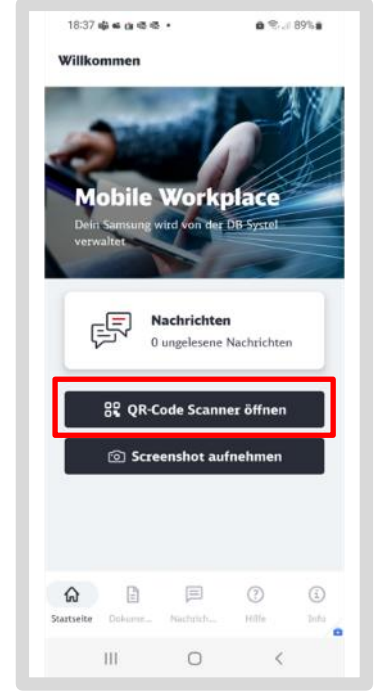 18:37
89%
Willkommen
Mobile Workplace
Dein Samsung wird von der DB Systel
verwaltet
Nachrichten
0 ungelesene Nachrichten
QR-Code Scanner öffnen
Screenshot aufnehmen
Startseite Dokume... Nachrich... Hilfe Info